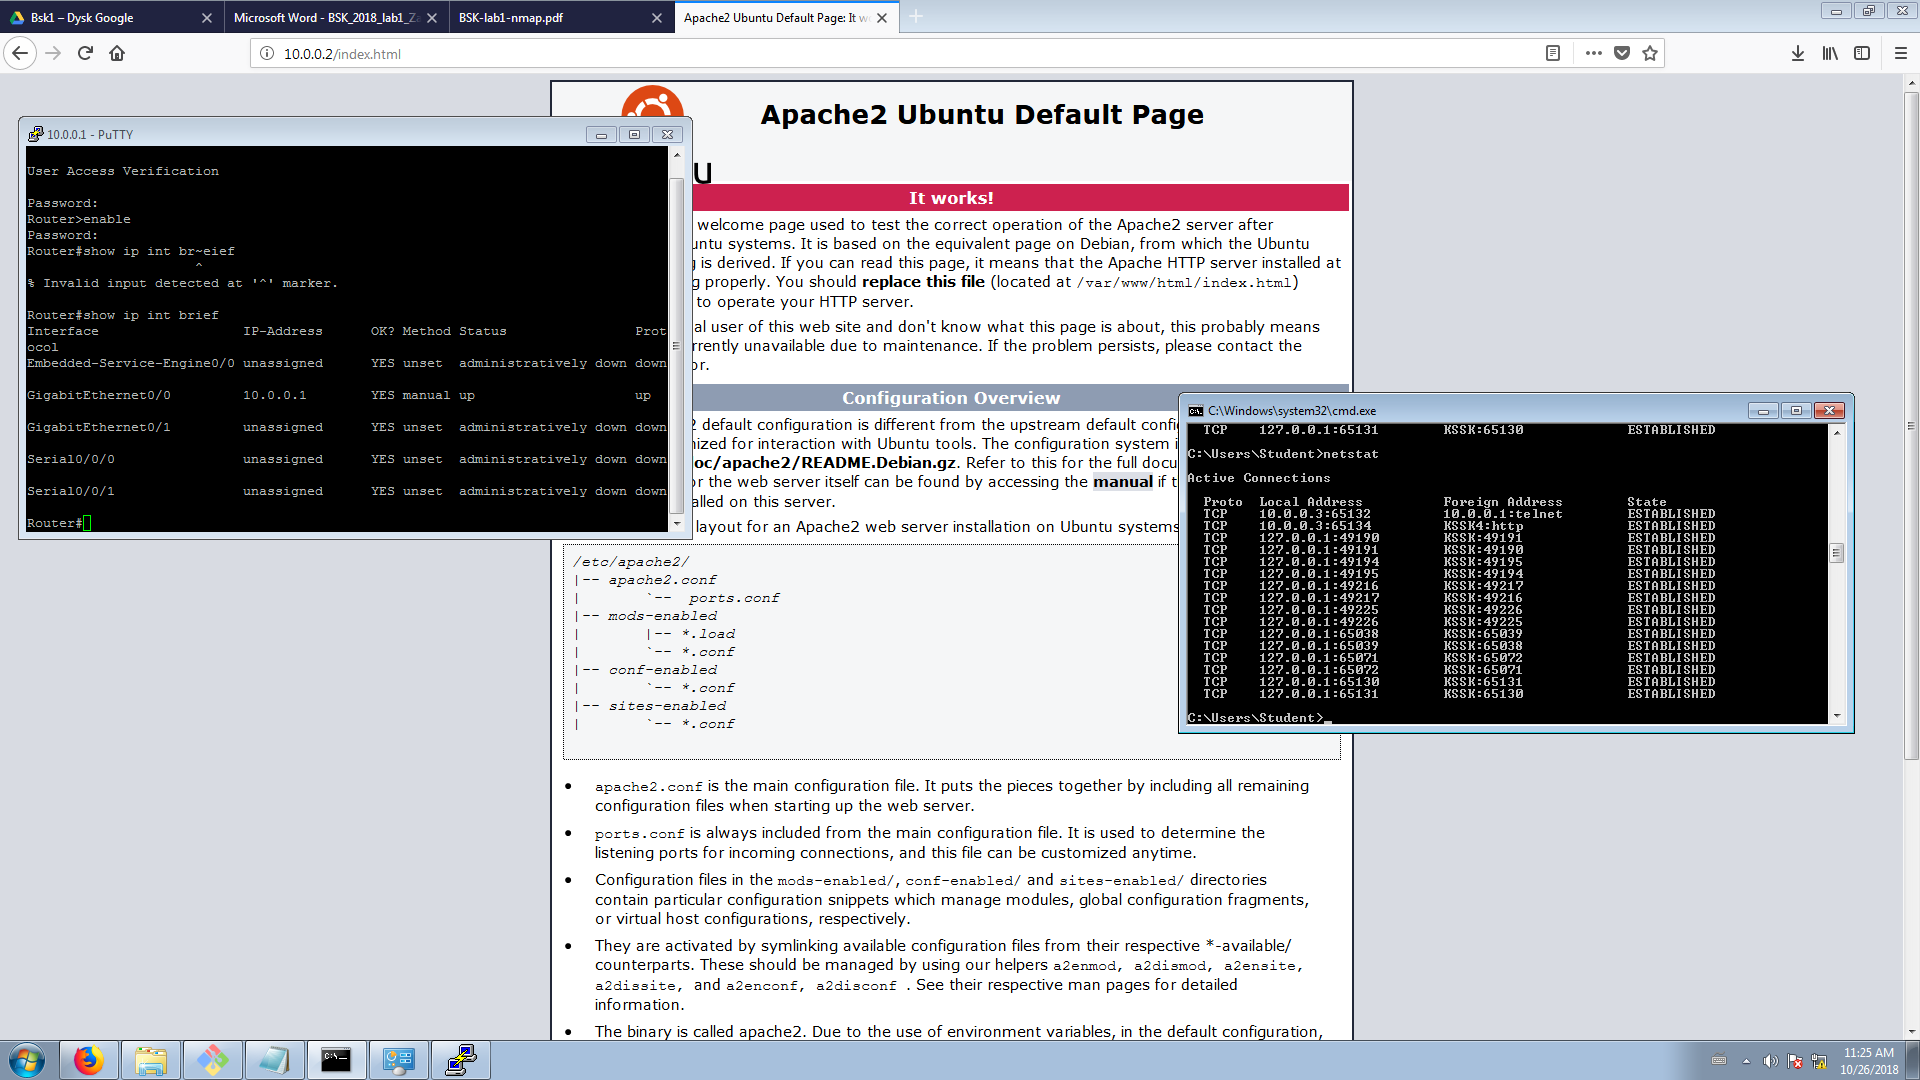 Bsk1 – Dysk Google
Microsoft Word - BSK_2018_lab1_Za
BSK-lab1-nmap.pdf
Apache2 Ubuntu Default Page: It w
10.0.0.2/index.html
Apache2 Ubuntu Default Page
u
It works!
welcome page used to test the correct operation of the Apache2 server after
untu systems. It is based on the equivalent page on Debian, from which the Ubuntu
g is derived. If you can read this page, it means that the Apache HTTP server installed at
g properly. You should replace this file (located at /var/www/html/index.html)
to operate your HTTP server.
al user of this web site and don't know what this page is about, this probably means
rrently unavailable due to maintenance. If the problem persists, please contact the
or.
Configuration Overview
2 default configuration is different from the upstream default confi
nized for interaction with Ubuntu tools. The configuration system i
oc/apache2/README.Debian.gz. Refer to this for the full docu
or the web server itself can be found by accessing the manual if t
alled on this server.
layout for an Apache2 web server installation on Ubuntu systems
/etc/apache2/
|-- apache2.conf
|       `--  ports.conf
|-- mods-enabled
|       |-- *.load
|       `-- *.conf
|-- conf-enabled
|       `-- *.conf
|-- sites-enabled
|       `-- *.conf
• apache2.conf is the main configuration file. It puts the pieces together by including all remaining
configuration files when starting up the web server.
• ports.conf is always included from the main configuration file. It is used to determine the
listening ports for incoming connections, and this file can be customized anytime.
• Configuration files in the mods-enabled/, conf-enabled/ and sites-enabled/ directories
contain particular configuration snippets which manage modules, global configuration fragments,
or virtual host configurations, respectively.
• They are activated by symlinking available configuration files from their respective *-available/
counterparts. These should be managed by using our helpers a2enmod, a2dismod, a2ensite,
a2dissite, and a2enconf, a2disconf . See their respective man pages for detailed
information.
• The binary is called apache2. Due to the use of environment variables, in the default configuration,
10.0.0.1 - PuTTY
User Access Verification
Password:
Router>enable
Password:
Router#show ip int br~eief
^
% Invalid input detected at '^' marker.
Router#show ip int brief
Interface                  IP-Address      OK? Method Status                Prot
ocol
Embedded-Service-Engine0/0 unassigned      YES unset  administratively down down
GigabitEthernet0/0         10.0.0.1        YES manual up                    up
GigabitEthernet0/1         unassigned      YES unset  administratively down down
Serial0/0/0                unassigned      YES unset  administratively down down
Serial0/0/1                unassigned      YES unset  administratively down down
Router#
C:\Windows\system32\cmd.exe
TCP    127.0.0.1:65131        KSSK:65130             ESTABLISHED
C:\Users\Student>netstat
Active Connections
Proto  Local Address          Foreign Address        State
TCP    10.0.0.3:65132         10.0.0.1:telnet        ESTABLISHED
TCP    10.0.0.3:65134         KSSK4:http             ESTABLISHED
TCP    127.0.0.1:49190        KSSK:49191             ESTABLISHED
TCP    127.0.0.1:49191        KSSK:49190             ESTABLISHED
TCP    127.0.0.1:49194        KSSK:49195             ESTABLISHED
TCP    127.0.0.1:49195        KSSK:49194             ESTABLISHED
TCP    127.0.0.1:49216        KSSK:49217             ESTABLISHED
TCP    127.0.0.1:49217        KSSK:49216             ESTABLISHED
TCP    127.0.0.1:49225        KSSK:49226             ESTABLISHED
TCP    127.0.0.1:49226        KSSK:49225             ESTABLISHED
TCP    127.0.0.1:65038        KSSK:65039             ESTABLISHED
TCP    127.0.0.1:65039        KSSK:65038             ESTABLISHED
TCP    127.0.0.1:65071        KSSK:65072             ESTABLISHED
TCP    127.0.0.1:65072        KSSK:65071             ESTABLISHED
TCP    127.0.0.1:65130        KSSK:65131             ESTABLISHED
TCP    127.0.0.1:65131        KSSK:65130             ESTABLISHED
C:\Users\Student>_
11:25 AM
10/26/2018